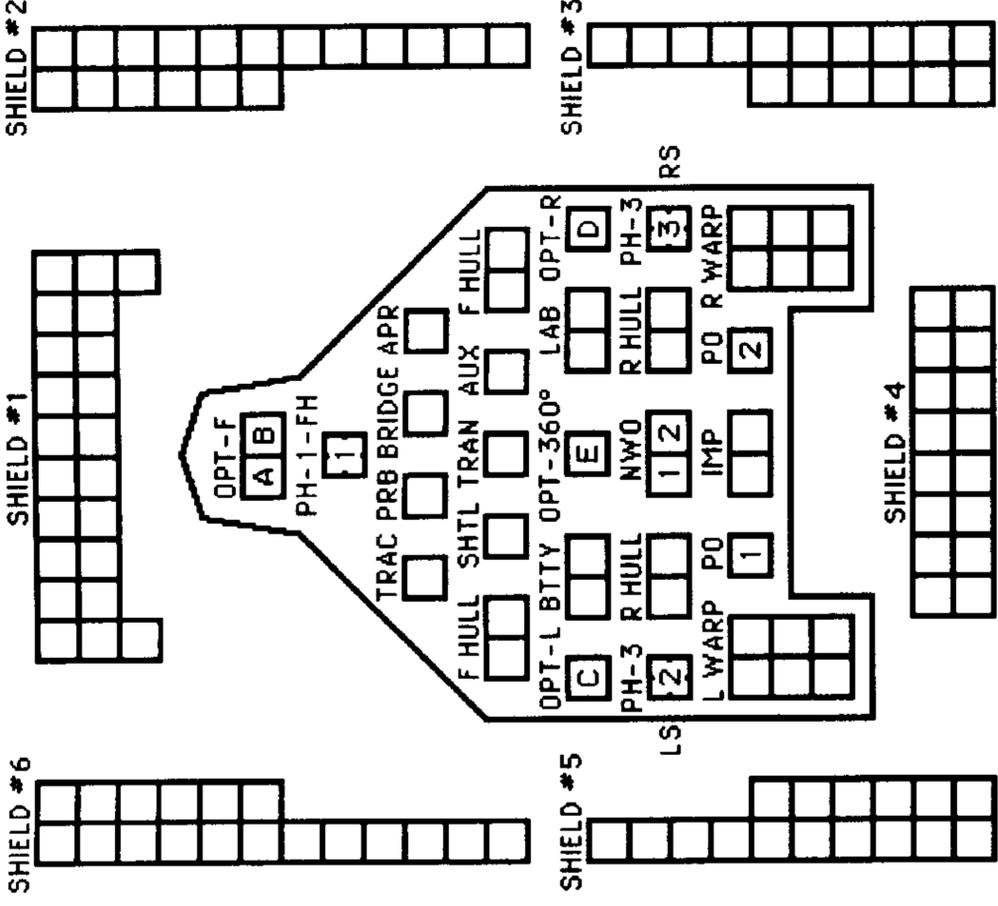 SHIELD #1
SHIELD #2
SHIELD #3
SHIELD #6
OPT-F
A B
PH-1-FH
1
TRAC PRB BRIDGE APR
F HULL SHTL TRAN AUX F HULL
OPT-L BTTY OPT-360° LAB OPT-R
C E D
PH-3 R HULL NWO R HULL PH-3
LS 2 1 2 3 RS
L WARP PO IMP PO R WARP
1 2
SHIELD #5
SHIELD #4